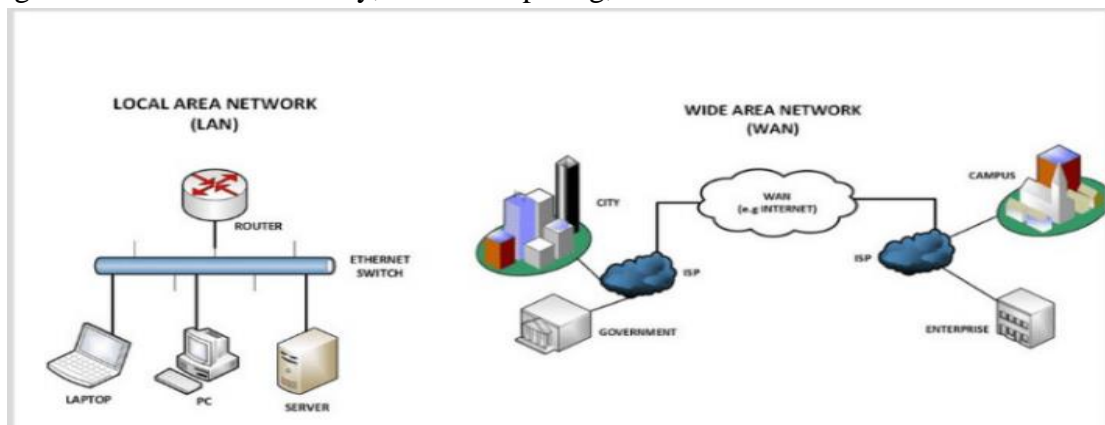 LOCAL AREA NETWORK
(LAN)
ROUTER
ETHERNET
SWITCH
LAPTOP
PC
SERVER
WIDE AREA NETWORK
(WAN)
CITY
WAN
(e.g INTERNET)
CAMPUS
ISP
ISP
GOVERNMENT
ENTERPRISE